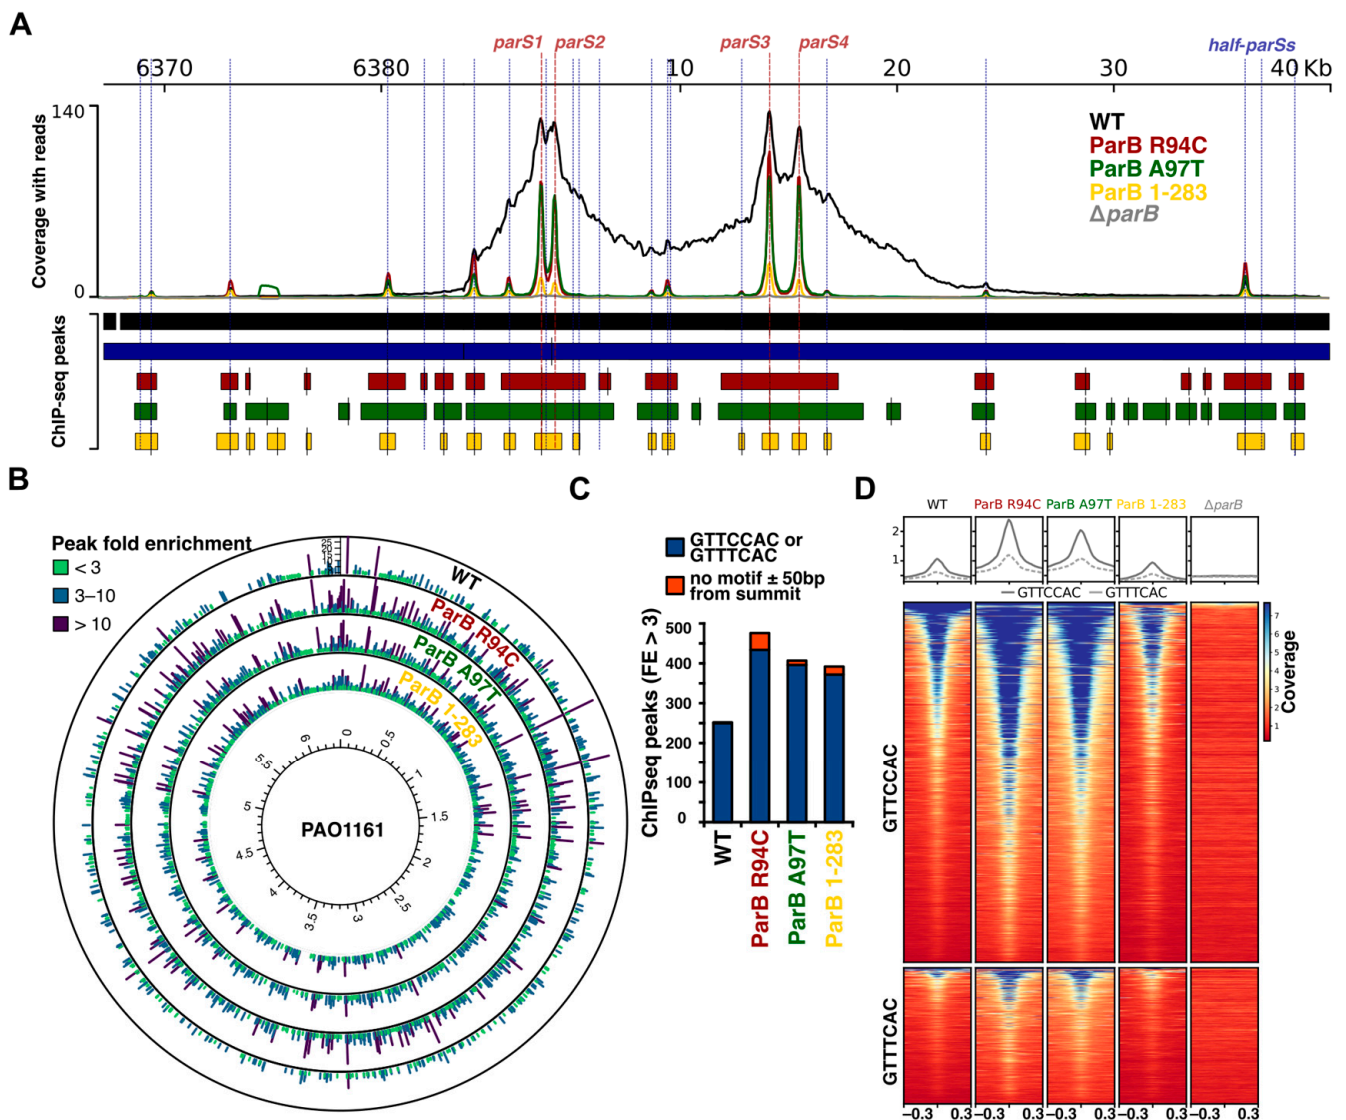 A
parS1 parS2 parS3 parS4 half-parSs
6370 6380 10 20 30 40 Kb
140
0
Coverage with reads
WT
ParB R94C
ParB A97T
ParB 1-283
ΔparB
ChIP-seq peaks
B
Peak fold enrichment
< 3
3–10
> 10
25
20
15
10
5
0
WT
ParB R94C
ParB A97T
ParB 1-283
0
0.5
1
1.5
2
2.5
3
3.5
4
4.5
5
5.5
6
PAO1161
C
GTTCCAC or
GTTTCAC
no motif ± 50bp
from summit
ChIPseq peaks (FE > 3)
500
400
300
200
100
0
WT
ParB R94C
ParB A97T
ParB 1-283
D
WT ParB R94C ParB A97T ParB 1-283 ΔparB
2
1
GTTCCAC GTTTCAC
7
6
5
4
3
2
1
Coverage
GTTCCAC
GTTTCAC
−0.3 0.3 −0.3 0.3 −0.3 0.3 −0.3 0.3 −0.3 0.3